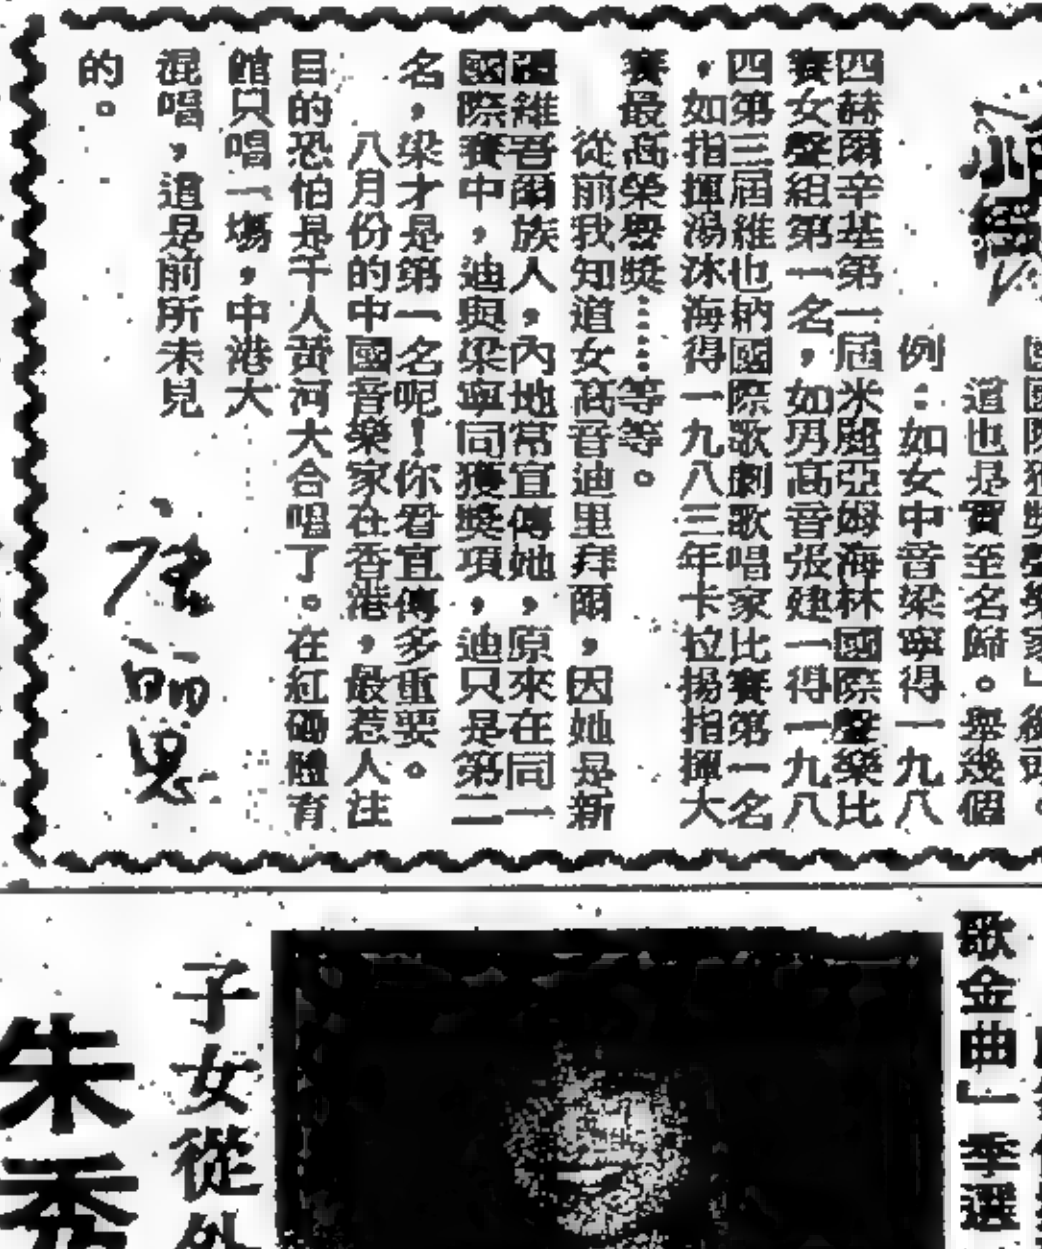 道也是實至名歸。舉幾個
例：如女中音梁寧得一九八
四赫爾辛基第一屆米麗亞姆海林國際聲樂比
賽女聲組第一名，如男高音張建一得一九八
四第三屆維也納國際歌劇歌唱家比賽第一名
，如指揮湯沐海得一九八三年卡拉揚指揮大
賽最高榮譽獎……等等。
從前我知道女高音迪里拜爾，因她是新
疆維吾爾族人，內地常宣傳她，原來在同一
國際賽中，迪與梁寧同獲獎項，迪只是第二
名，梁才是第一名呢！你看宣傳多重要。
八月份的中國音樂家在香港，最惹人注
目的恐怕是千人黃河大合唱了。在紅磡體育
館只唱一場，中港大
混唱，這是前所未見
的。
歌金曲」季選
子女從外
朱秀